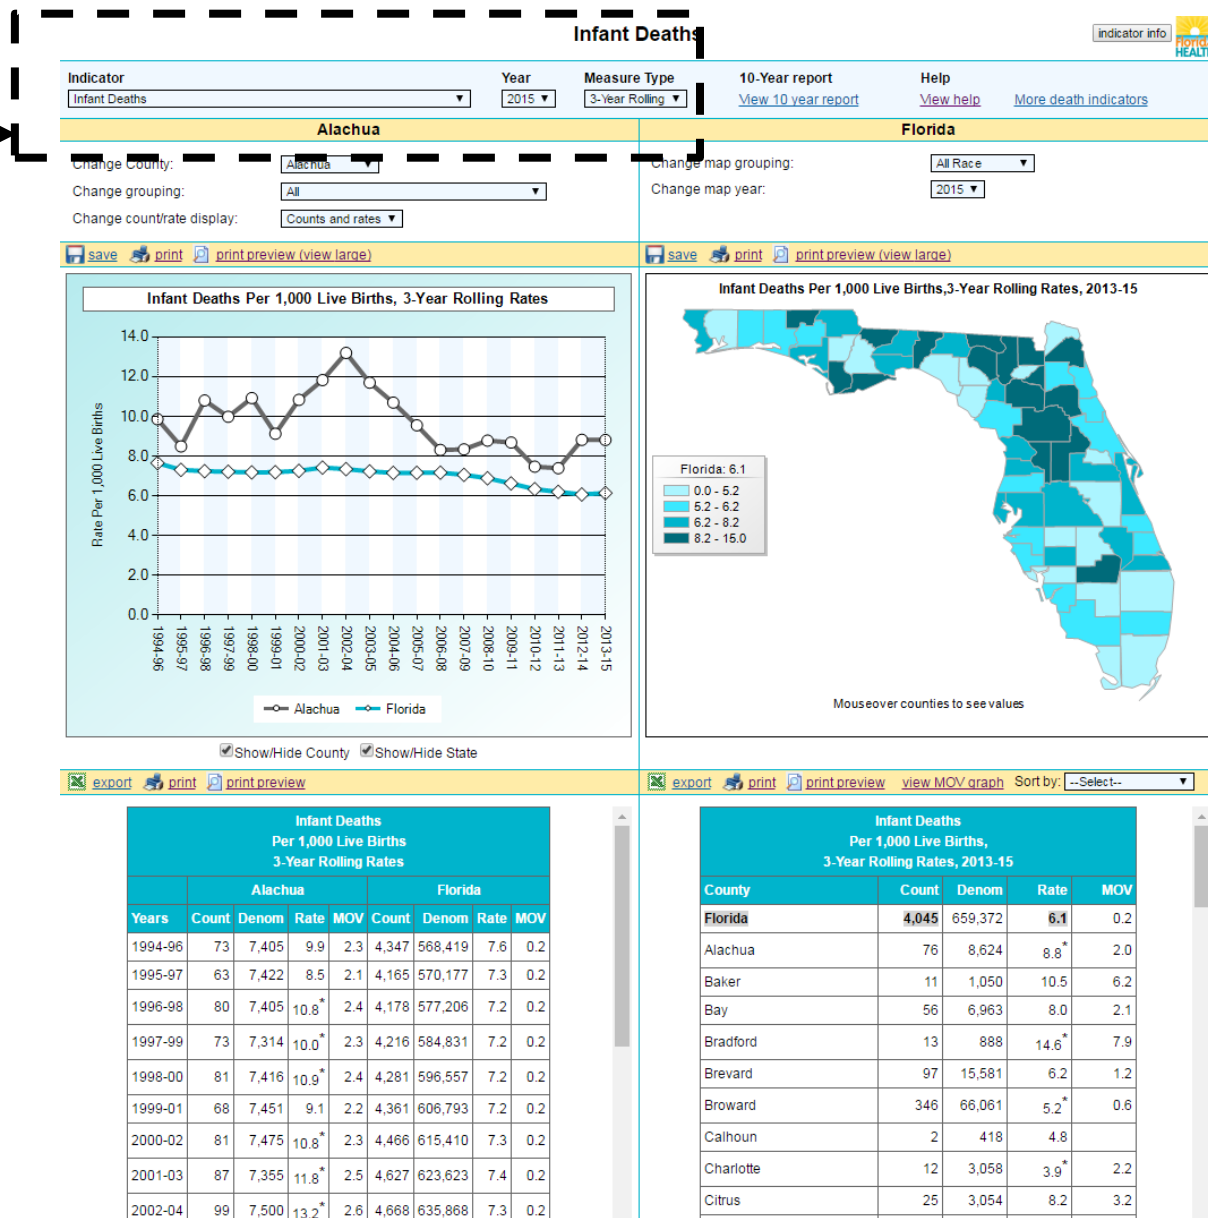 Infant Deaths
indicator info
Florida
HEALTH
Indicator Year Measure Type 10-Year report Help
Infant Deaths 2015 3-Year Rolling View 10 year report View help More death indicators
Alachua
Florida
Change County: Alachua
Change grouping: All
Change count/rate display: Counts and rates
Change map grouping: All Race
Change map year: 2015
save print print preview (view large)
save print print preview (view large)
Infant Deaths Per 1,000 Live Births, 3-Year Rolling Rates
Rate Per 1,000 Live Births
14.0
12.0
10.0
8.0
6.0
4.0
2.0
0.0
1994-96
1995-97
1996-98
1997-99
1998-00
1999-01
2000-02
2001-03
2002-04
2003-05
2004-06
2005-07
2006-08
2007-09
2008-10
2009-11
2010-12
2011-13
2012-14
2013-15
Alachua Florida
Infant Deaths Per 1,000 Live Births,3-Year Rolling Rates, 2013-15
Florida: 6.1
0.0 - 5.2
5.2 - 6.2
6.2 - 8.2
8.2 - 15.0
Mouseover counties to see values
Show/Hide County Show/Hide State
export print print preview
export print print preview view MOV graph Sort by: --Select--
Infant Deaths
Per 1,000 Live Births
3-Year Rolling Rates
Alachua Florida
Years Count Denom Rate MOV Count Denom Rate MOV
1994-96 73 7,405 9.9 2.3 4,347 568,419 7.6 0.2
1995-97 63 7,422 8.5 2.1 4,165 570,177 7.3 0.2
1996-98 80 7,405 10.8* 2.4 4,178 577,206 7.2 0.2
1997-99 73 7,314 10.0* 2.3 4,216 584,831 7.2 0.2
1998-00 81 7,416 10.9* 2.4 4,281 596,557 7.2 0.2
1999-01 68 7,451 9.1 2.2 4,361 606,793 7.2 0.2
2000-02 81 7,475 10.8* 2.3 4,466 615,410 7.3 0.2
2001-03 87 7,355 11.8* 2.5 4,627 623,623 7.4 0.2
2002-04 99 7,500 13.2* 2.6 4,668 635,868 7.3 0.2
Infant Deaths
Per 1,000 Live Births,
3-Year Rolling Rates, 2013-15
County Count Denom Rate MOV
Florida 4,045 659,372 6.1 0.2
Alachua 76 8,624 8.8* 2.0
Baker 11 1,050 10.5 6.2
Bay 56 6,963 8.0 2.1
Bradford 13 888 14.6* 7.9
Brevard 97 15,581 6.2 1.2
Broward 346 66,061 5.2* 0.6
Calhoun 2 418 4.8
Charlotte 12 3,058 3.9* 2.2
Citrus 25 3,054 8.2 3.2